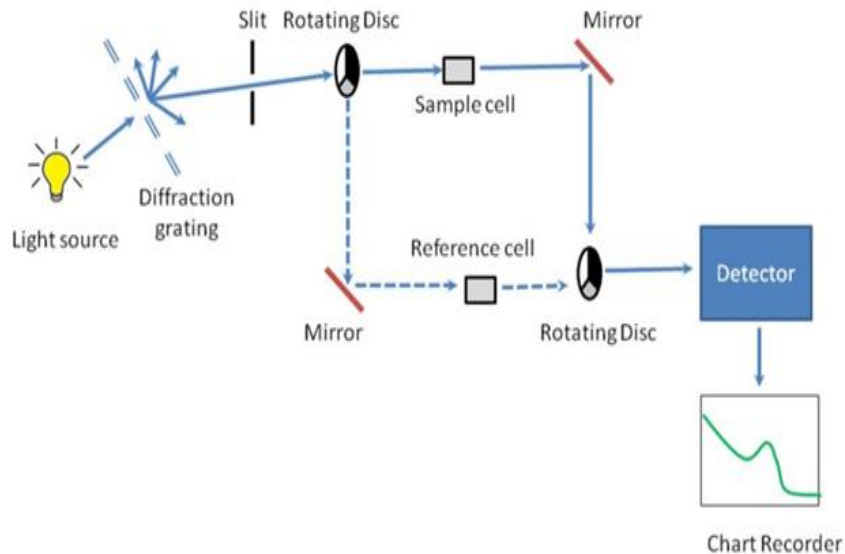 Slit
Rotating Disc
Mirror
Sample cell
Diffraction
grating
Light source
Reference cell
Detector
Mirror
Rotating Disc
Chart Recorder